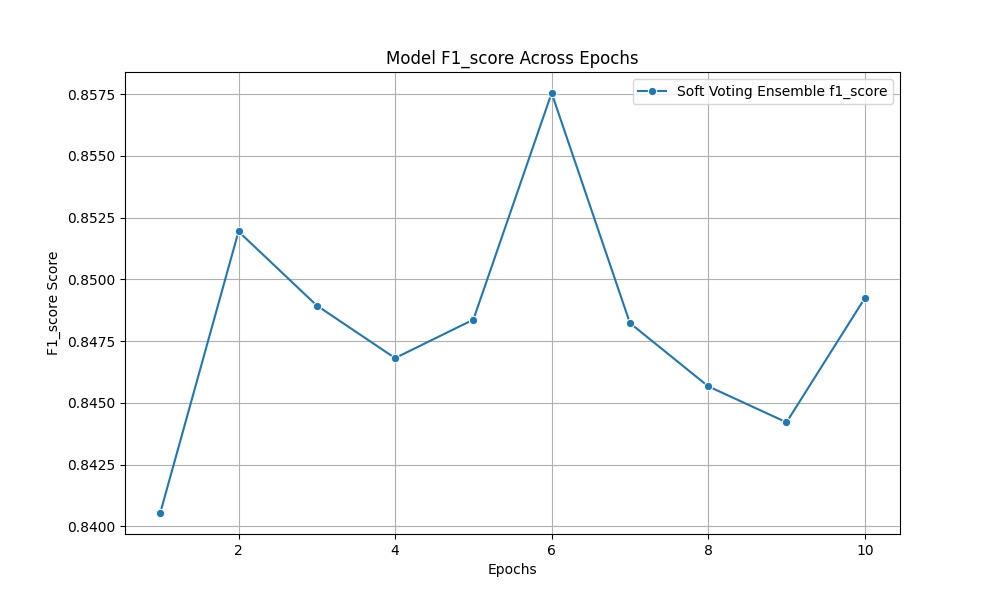 Model F1_score Across Epochs
Soft Voting Ensemble f1_score
F1_score Score
0.8575
0.8550
0.8525
0.8500
0.8475
0.8450
0.8425
0.8400
2 4 6 8 10
Epochs